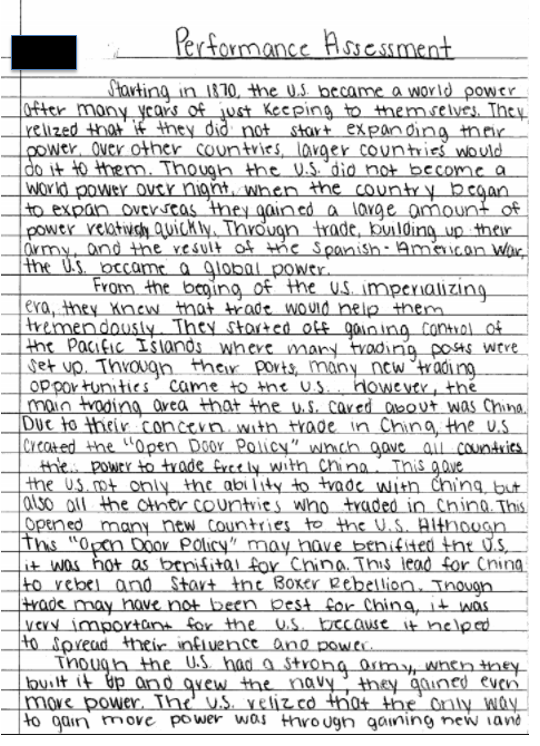 Performance Assessment
Starting in 1870, the U.S. became a world power
after many years of just keeping to themselves. They
relized that if they did not start expanding their
power, over other countries, larger countries would
do it to them. Though the U.S. did not become a
world power over night, when the country began
to expan overseas they gained a large amount of
power relatively quickly. Through trade, building up their
army, and the result of the Spanish-American War,
the U.S. became a global power.
From the beging of the U.S. imperializing
era, they knew that trade would help them
tremendously. They started off gaining control of
the Pacific Islands where many trading posts were
set up. Through their ports, many new trading
opportunities came to the U.S.. However, the
main trading area that the U.S. cared about was China.
Due to their concern with trade in China, the U.S
created the "Open Door Policy" which gave all countries
the power to trade freely with China. This gave
the U.S. not only the ability to trade with China, but
also all the other countries who traded in China. This
opened many new countries to the U.S. Although
This "Open Door Policy" may have benifited the U.S,
it was not as benifital for China. This lead for China
to rebel and start the Boxer Rebellion. Though
trade may have not been best for China, it was
very important for the U.S. because it helped
to spread their influence and power.
Though the U.S. had a strong army, when they
built it up and grew the navy, they gained even
more power. The U.S. relized that the only way
to gain more power was through gaining new land